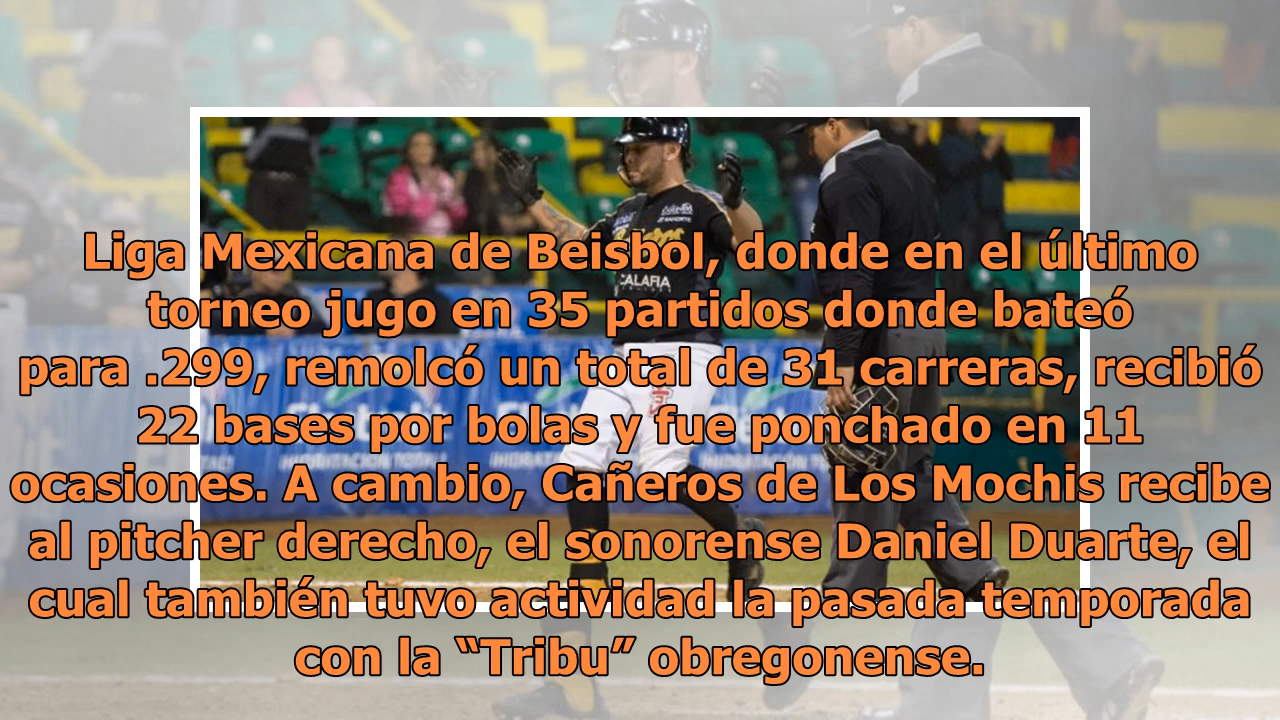 Liga Mexicana de Beisbol, donde en el último
torneo jugo en 35 partidos donde bateó
para .299, remolcó un total de 31 carreras, recibió
22 bases por bolas y fue ponchado en 11
ocasiones. A cambio, Cañeros de Los Mochis recibe
al pitcher derecho, el sonorense Daniel Duarte, el
cual también tuvo actividad la pasada temporada
con la “Tribu” obregonense.
CALAFIA